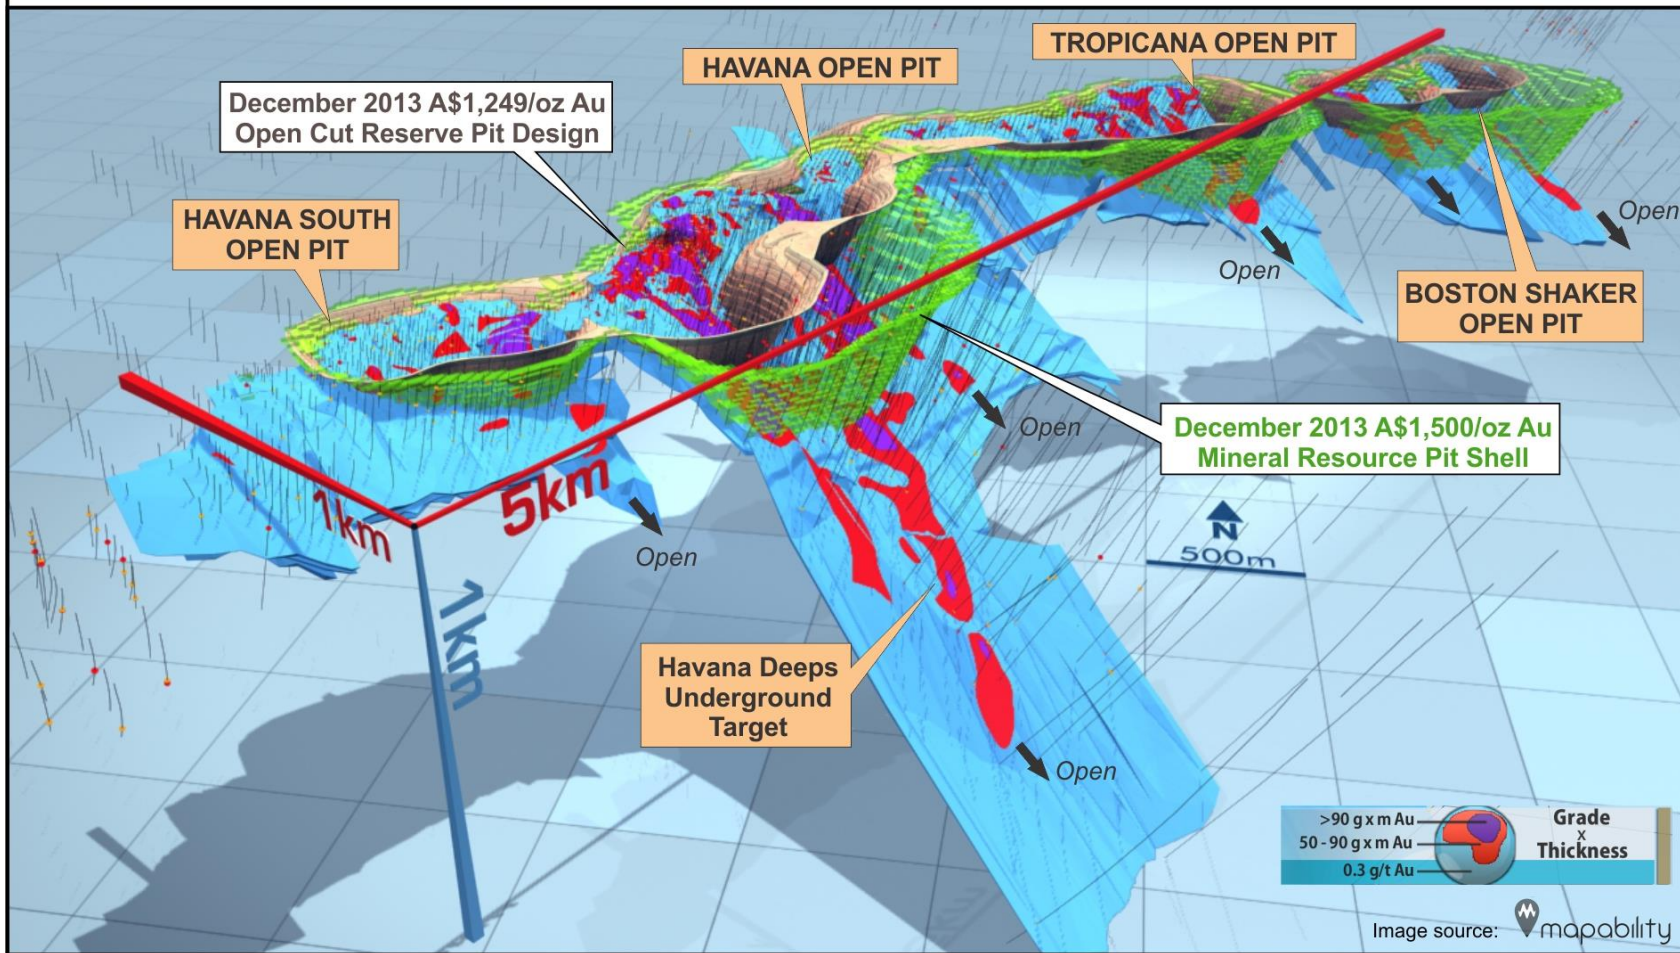 TROPICANA OPEN PIT
HAVANA OPEN PIT
December 2013 A$1,249/oz Au
Open Cut Reserve Pit Design
HAVANA SOUTH
OPEN PIT
Open
Open
BOSTON SHAKER
OPEN PIT
Open
December 2013 A$1,500/oz Au
Mineral Resource Pit Shell
1km
5km
Open
N
500m
1km
Havana Deeps
Underground
Target
Open
>90 g x m Au
50 - 90 g x m Au
0.3 g/t Au
Grade
x
Thickness
Image source: mapability